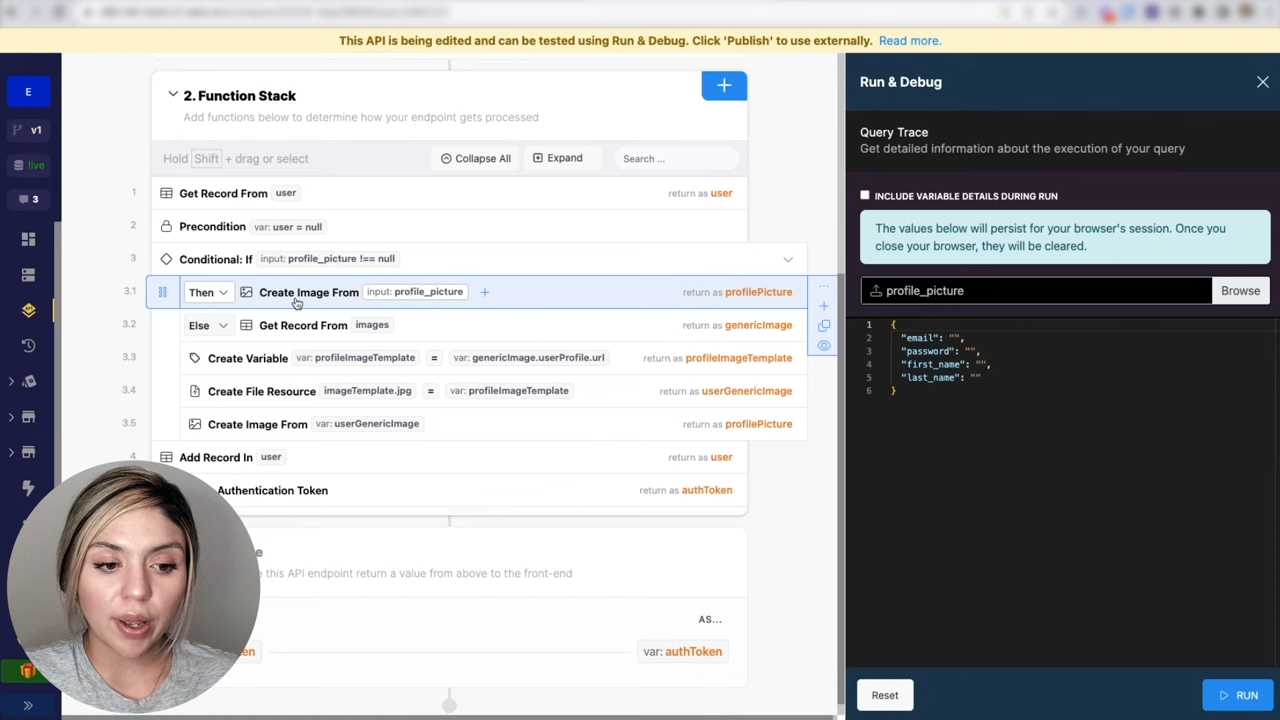 This API is being edited and can be tested using Run & Debug. Click 'Publish' to use externally. Read more.
E
v1
live
3
2. Function Stack
Add functions below to determine how your endpoint gets processed
Hold Shift + drag or select
Collapse All
Expand
Search ...
1 Get Record From user return as user
2 Precondition var: user = null
3 Conditional: If input: profile_picture !== null
3.1 Then Create Image From input: profile_picture return as profilePicture
3.2 Else Get Record From images return as genericImage
3.3 Create Variable var: profileImageTemplate = var: genericImage.userProfile.url return as profileImageTemplate
3.4 Create File Resource imageTemplate.jpg = var: profileImageTemplate return as userGenericImage
3.5 Create Image From var: userGenericImage return as profilePicture
4 Add Record In user return as user
Authentication Token return as authToken
this API endpoint return a value from above to the front-end
AS...
en
var: authToken
Run & Debug
Query Trace
Get detailed information about the execution of your query
INCLUDE VARIABLE DETAILS DURING RUN
The values below will persist for your browser's session. Once you
close your browser, they will be cleared.
profile_picture Browse
1 {
2 "email": "",
3 "password": "",
4 "first_name": "",
5 "last_name": ""
6 }
Reset
RUN